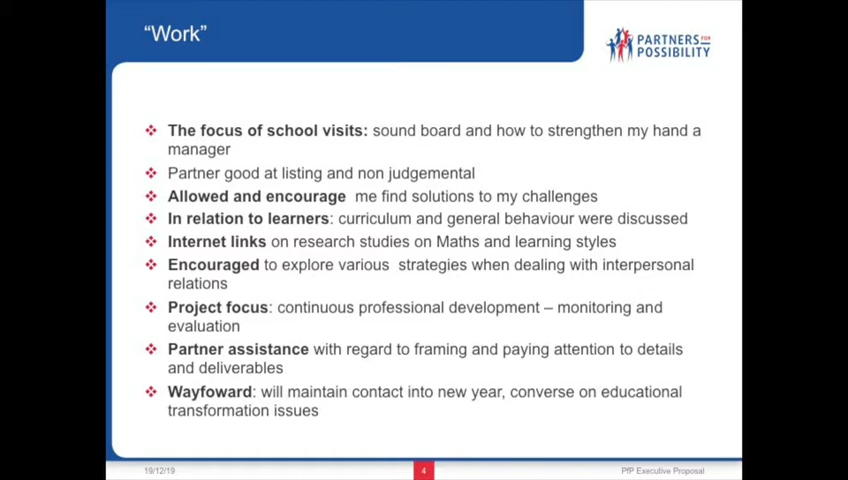 “Work”
PARTNERS FOR
POSSIBILITY
❖ The focus of school visits: sound board and how to strengthen my hand a
manager
❖ Partner good at listing and non judgemental
❖ Allowed and encourage me find solutions to my challenges
❖ In relation to learners: curriculum and general behaviour were discussed
❖ Internet links on research studies on Maths and learning styles
❖ Encouraged to explore various strategies when dealing with interpersonal
relations
❖ Project focus: continuous professional development – monitoring and
evaluation
❖ Partner assistance with regard to framing and paying attention to details
and deliverables
❖ Wayfoward: will maintain contact into new year, converse on educational
transformation issues
19/12/19
4
PfP Executive Proposal